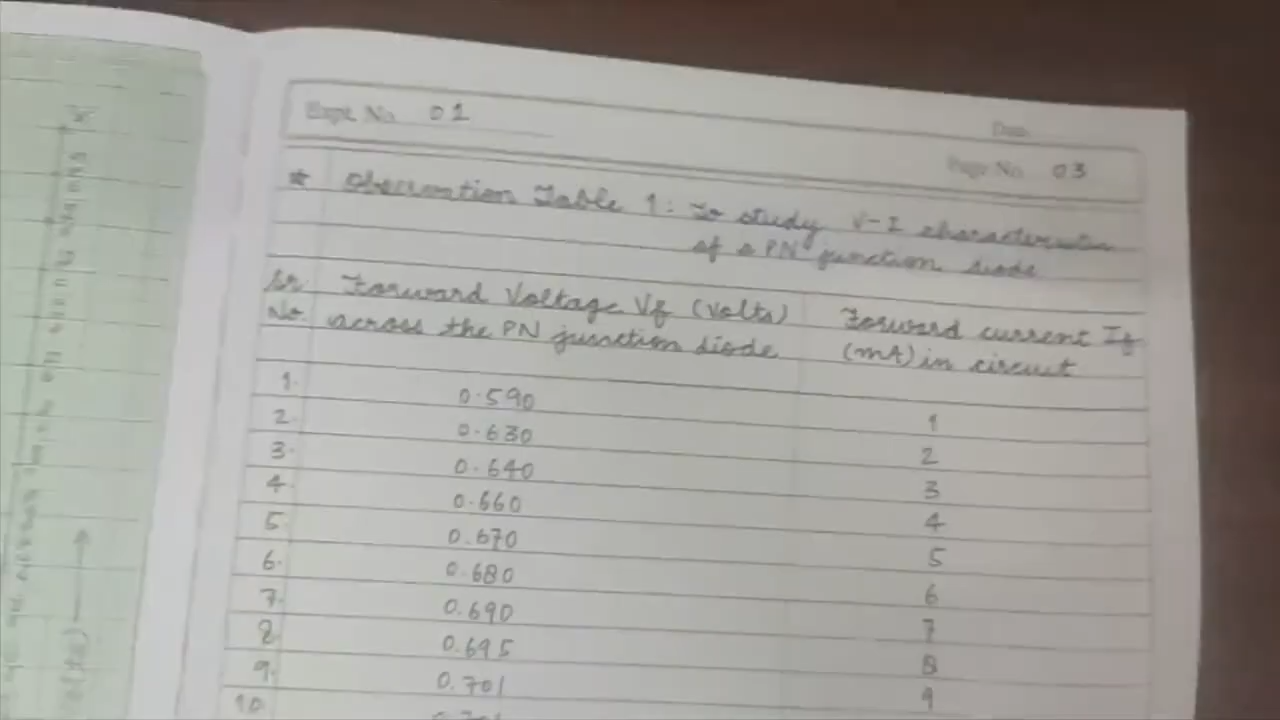 Expt. No. 01
Date
Page No. 03
* Observation Table 1: To study V-I characteristics
of a PN junction diode
Sr. No. Forward Voltage Vf (Volts) across the PN junction diode
Forward current If (mA) in circuit
1. 0.590 1
2. 0.630 2
3. 0.640 3
4. 0.660 4
5. 0.670 5
6. 0.680 6
7. 0.690 7
8. 0.695 8
9. 0.701 9
10.